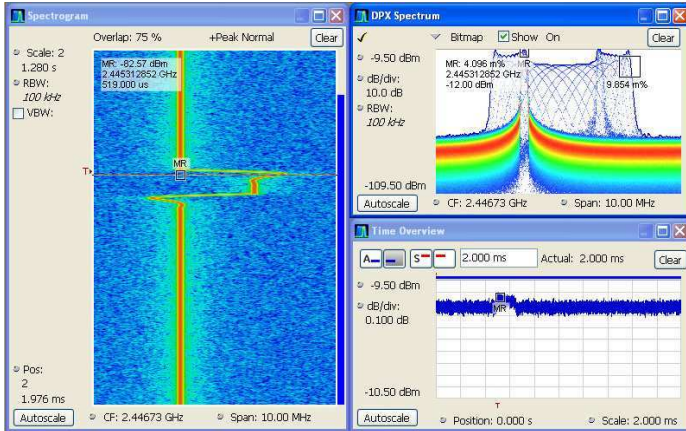 Spectrogram
Overlap: 75 % +Peak Normal Clear
Scale: 2
1.280 s
RBW:
100 kHz
VBW:
MR: -62.57 dBm
2.445312852 GHz
519.000 us
T
MR
Pos:
2
1.976 ms
Autoscale CF: 2.44673 GHz Span: 10.00 MHz
DPX Spectrum
Bitmap Show On Clear
-9.50 dBm
dB/div:
10.0 dB
RBW:
100 kHz
MR: 4.096 m%
2.445312852 GHz
-12.00 dBm
MR
9.854 m%
-109.50 dBm
Autoscale CF: 2.44673 GHz Span: 10.00 MHz
Time Overview
A S 2.000 ms Actual: 2.000 ms Clear
-9.50 dBm
dB/div:
0.100 dB
MR
-10.50 dBm
T
Autoscale Position: 0.000 s Scale: 2.000 ms